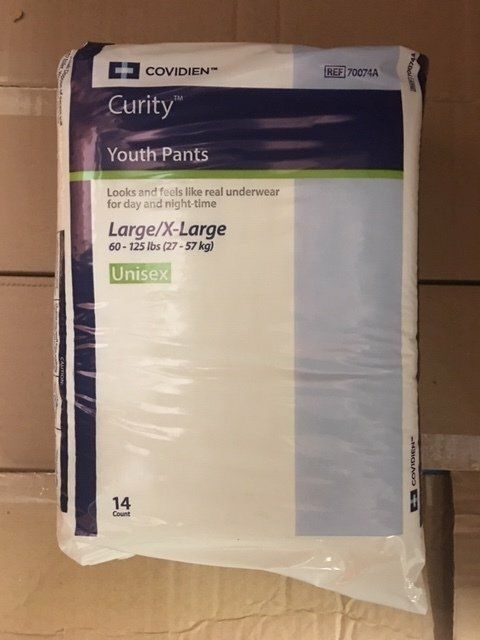 COVIDIEN™
REF 70074A
Curity™
Youth Pants
Looks and feels like real underwear
for day and night-time
Large/X-Large
60 - 125 lbs (27 - 57 kg)
Unisex
14
Count
COVIDIEN™